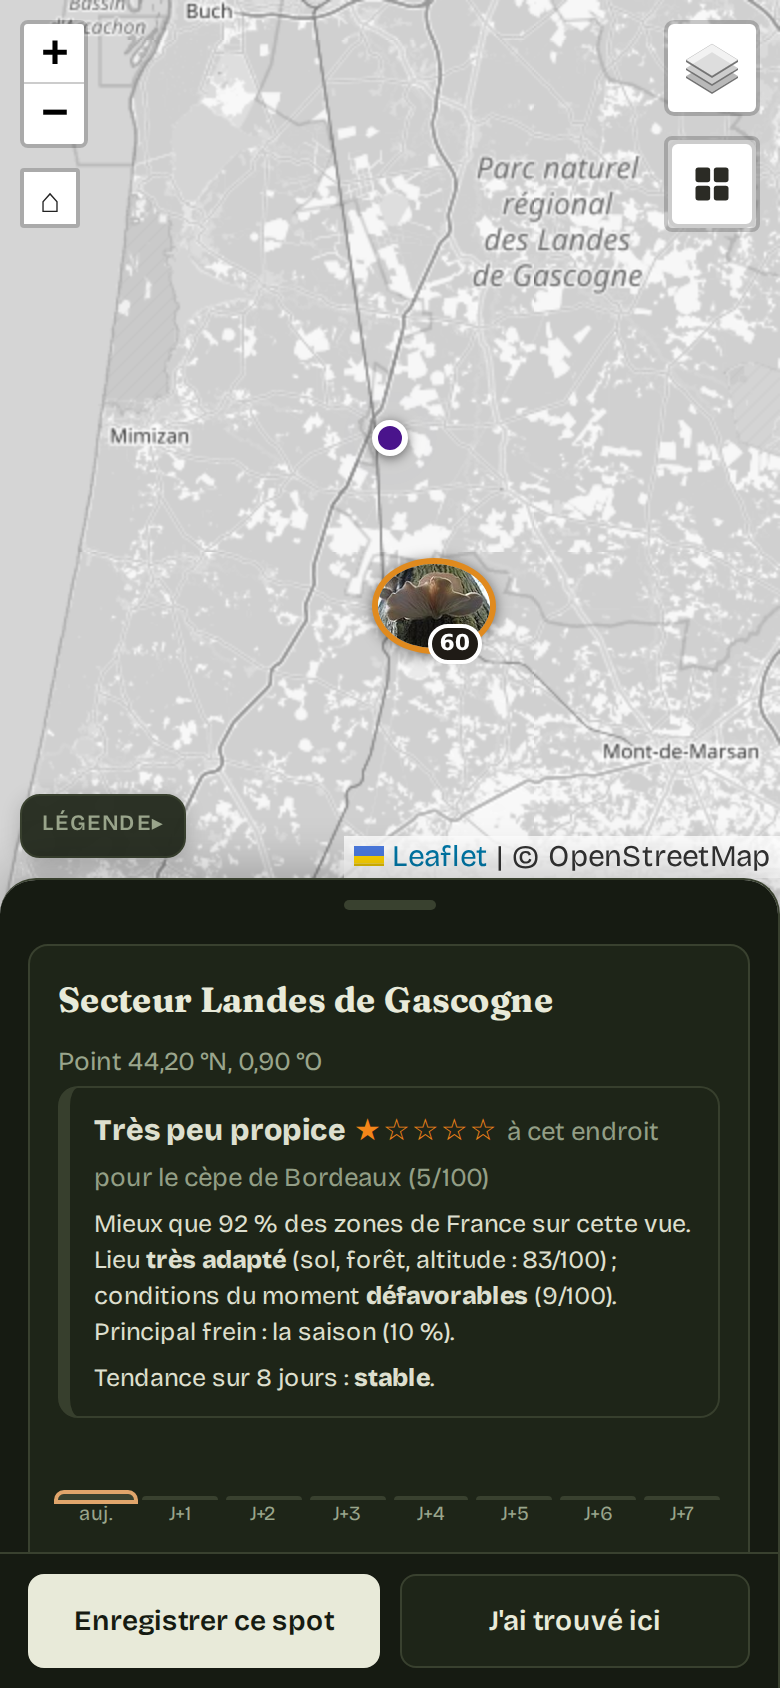 Bassin
d'Arcachon
Buch
+
−
Parc naturel
régional
des Landes
de Gascogne
Mimizan
60
Mont-de-Marsan
LÉGENDE▸
Leaflet | © OpenStreetMap
Secteur Landes de Gascogne
Point 44,20 °N, 0,90 °O
Très peu propice ★☆☆☆☆ à cet endroit
pour le cèpe de Bordeaux (5/100)
Mieux que 92 % des zones de France sur cette vue.
Lieu très adapté (sol, forêt, altitude : 83/100) ;
conditions du moment défavorables (9/100).
Principal frein : la saison (10 %).
Tendance sur 8 jours : stable.
auj. J+1 J+2 J+3 J+4 J+5 J+6 J+7
Enregistrer ce spot
J'ai trouvé ici